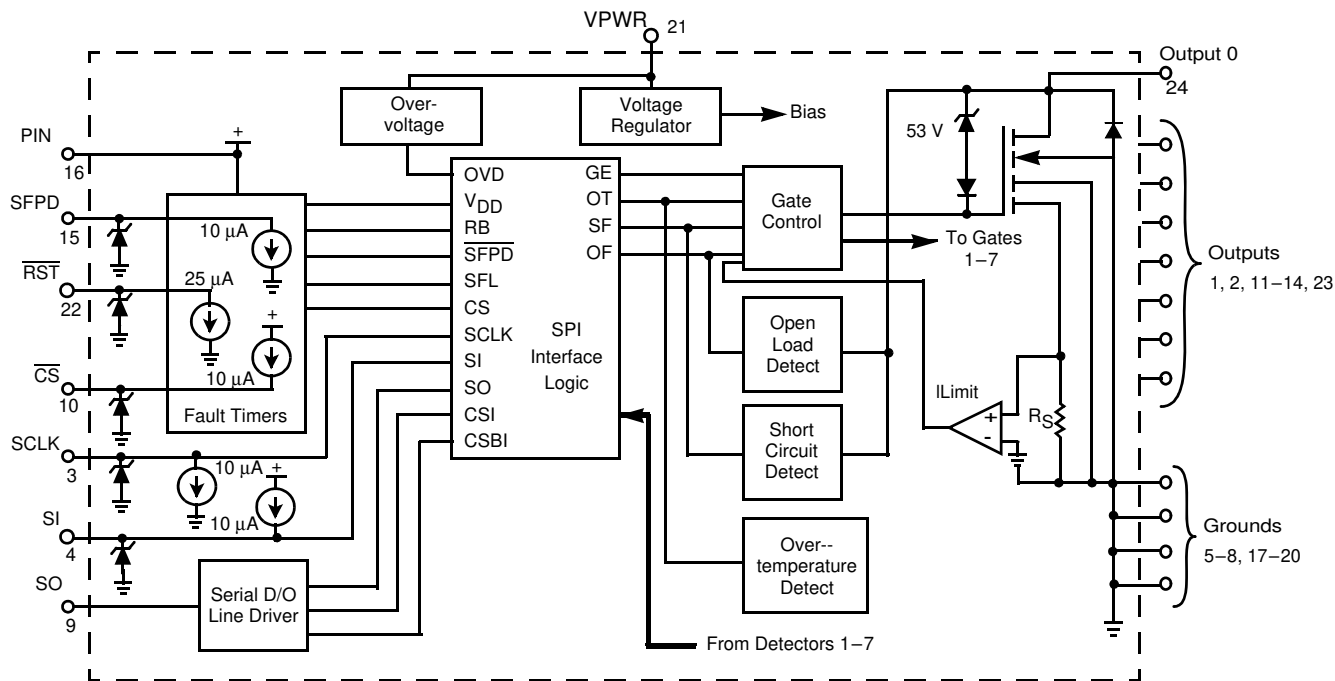 VPWR
21
Output 0
24
Over-
voltage
Voltage
Regulator
Bias
53 V
PIN
16
+
SFPD
15
10 μA
RST
22
25 μA
+
10 μA
CS
10
Fault Timers
SCLK
3
10 μA
+
10 μA
SI
4
SO
9
Serial D/O
Line Driver
OVD
VDD
RB
SFPD
SFL
CS
SCLK
SI
SO
CSI
CSBI
GE
OT
SF
OF
SPI
Interface
Logic
Gate
Control
To Gates
1–7
Open
Load
Detect
Short
Circuit
Detect
Over--
temperature
Detect
From Detectors 1–7
ILimit
+
-
RS
Outputs
1, 2, 11–14, 23
Grounds
5–8, 17–20